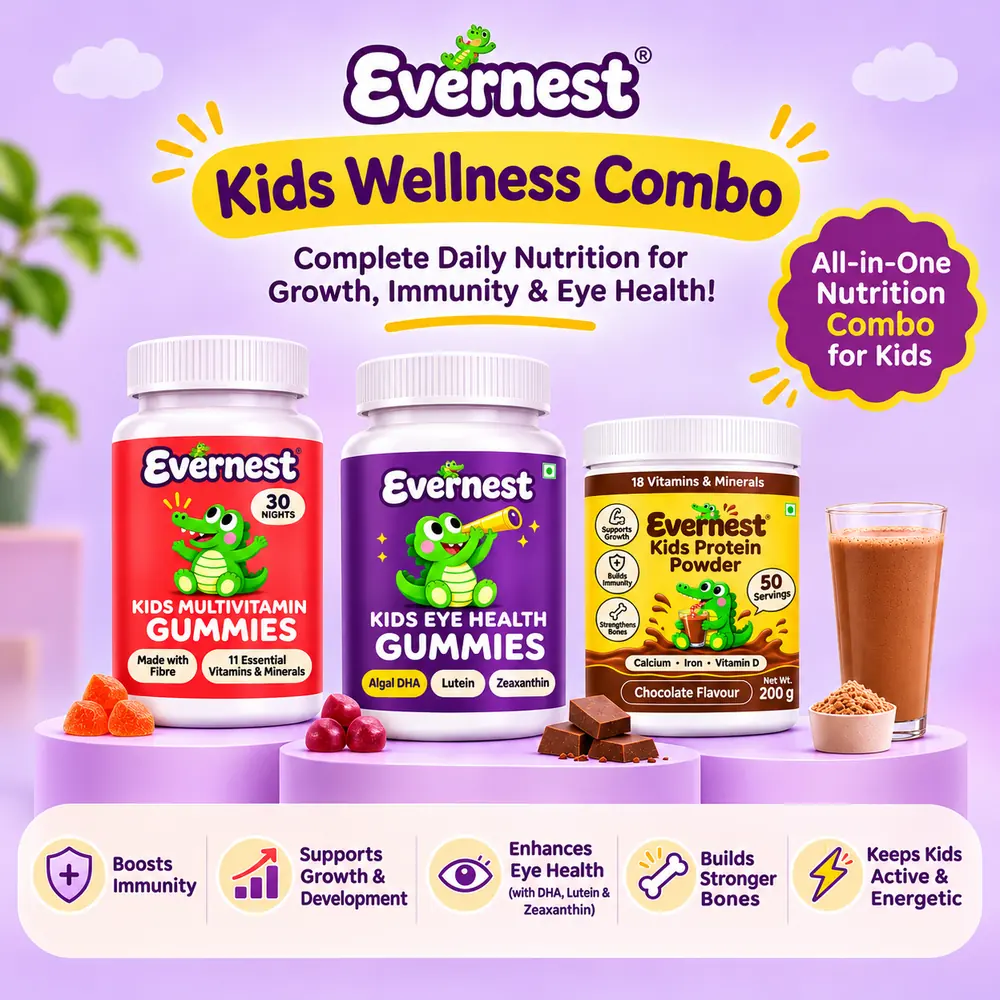 Evernest®
Kids Wellness Combo
Complete Daily Nutrition for
Growth, Immunity & Eye Health!
All-in-One
Nutrition
Combo
for Kids
Evernest®
30
NIGHTS
KIDS MULTIVITAMIN
GUMMIES
Made with
Fibre
11 Essential
Vitamins & Minerals
Evernest
KIDS EYE HEALTH
GUMMIES
Algal DHA
Lutein
Zeaxanthin
18 Vitamins & Minerals
Evernest®
Kids Protein
Powder
Supports
Growth
Builds
Immunity
Strengthens
Bones
50
Servings
Calcium • Iron • Vitamin D
Chocolate Flavour
Net Wt.
200 g
Boosts
Immunity
Supports
Growth &
Development
Enhances
Eye Health
(with DHA, Lutein &
Zeaxanthin)
Builds
Stronger
Bones
Keeps Kids
Active &
Energetic